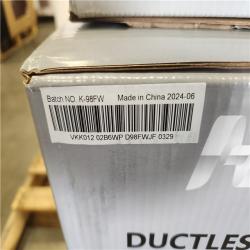 Batch NO. K-98FW Made in China 2024-06
VKK012 02B6WP D98FWJF 0329
DUCTLES